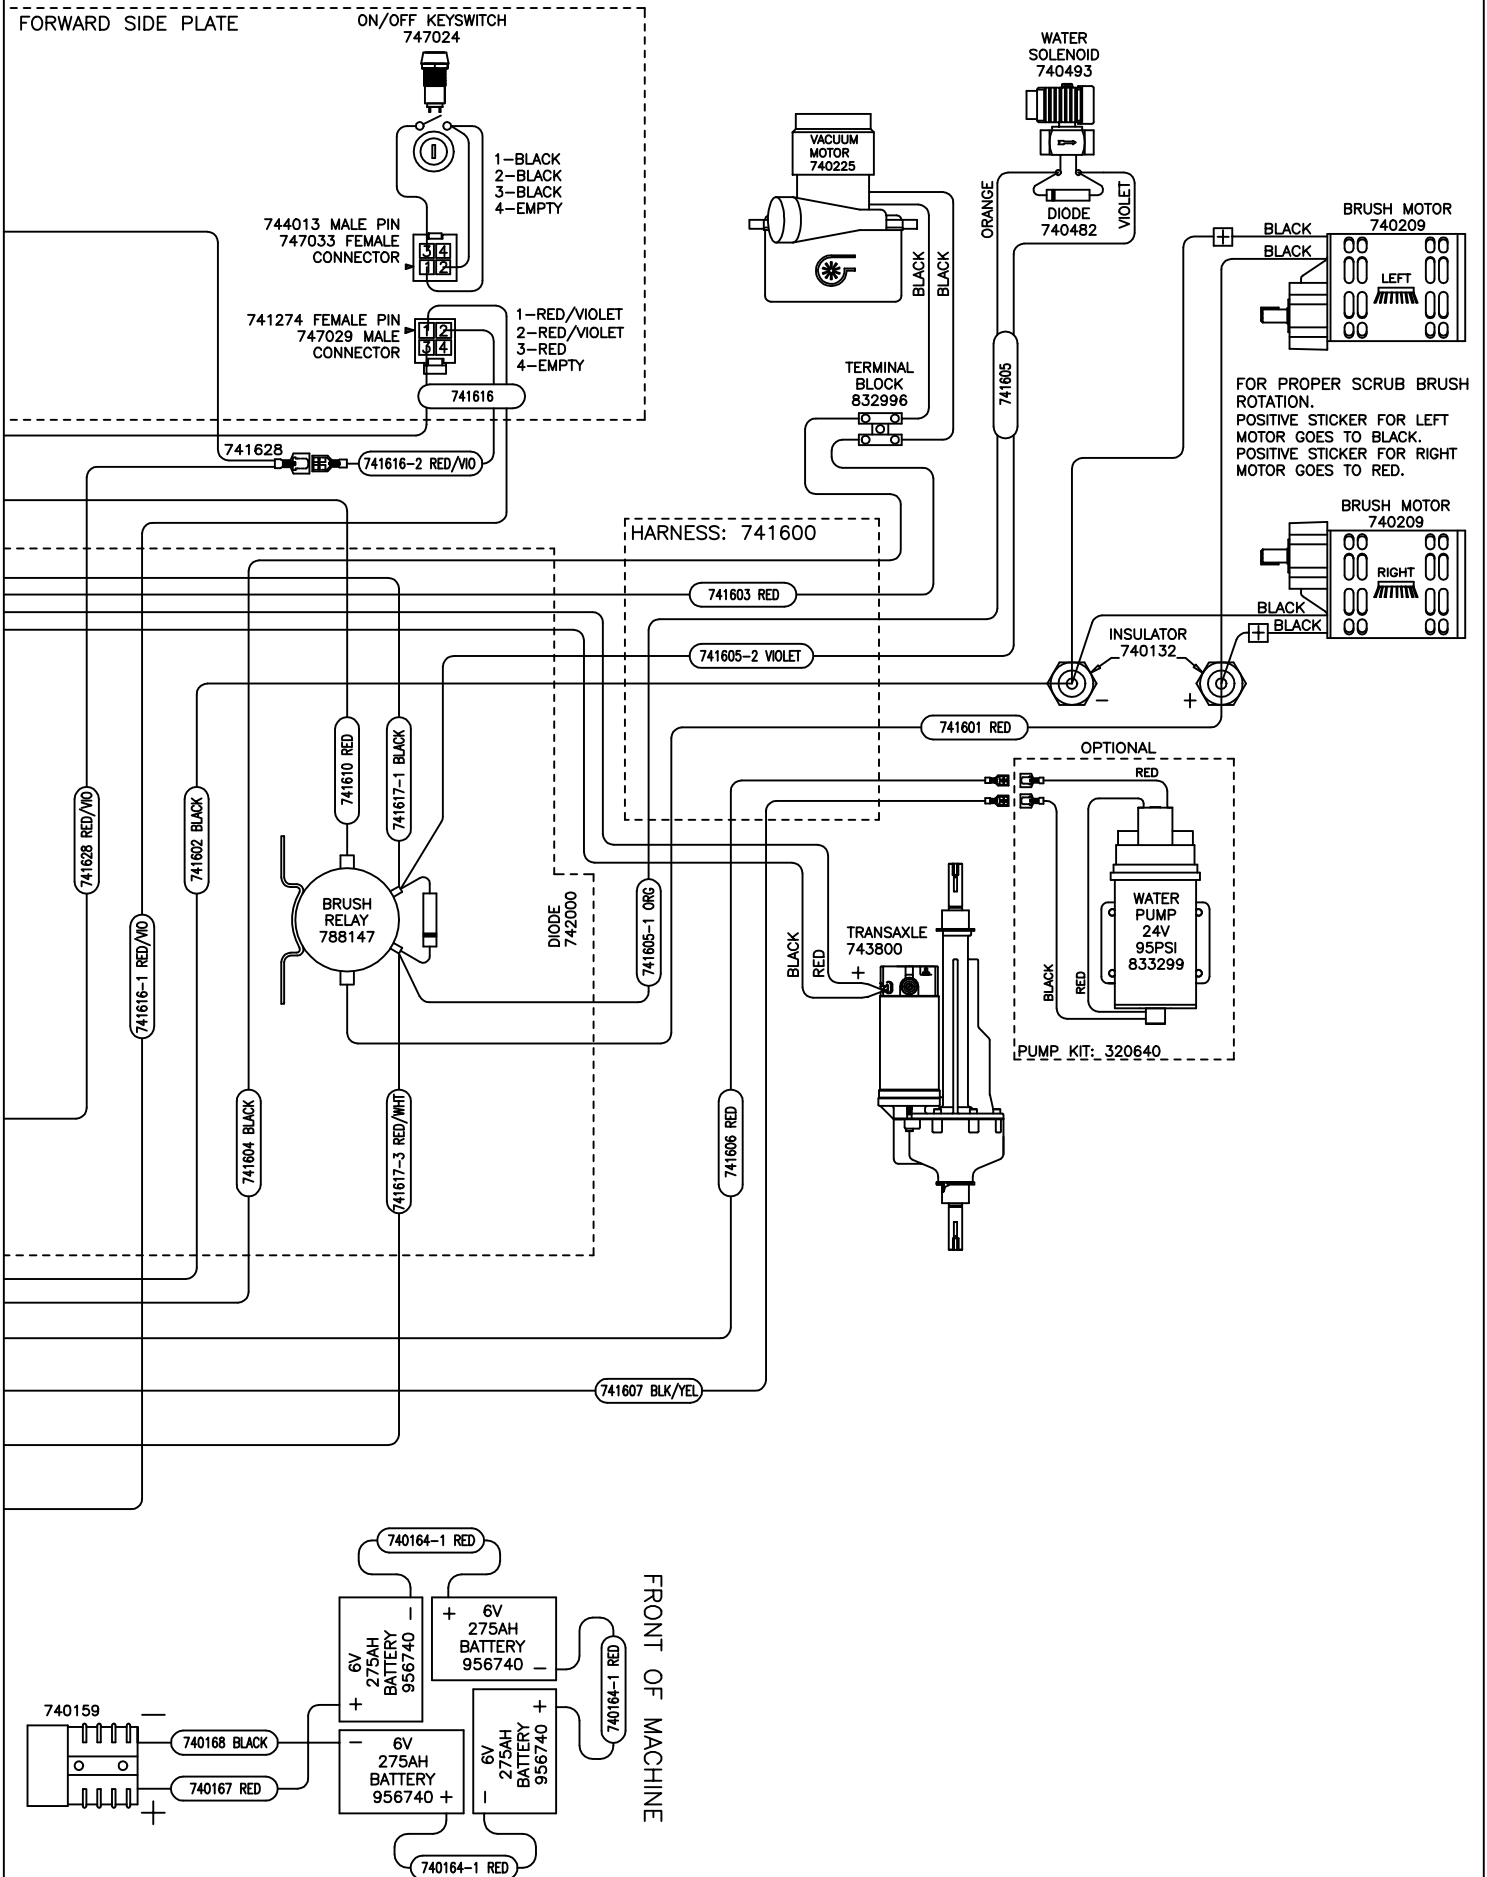 FORWARD SIDE PLATE
ON/OFF KEYSWITCH
747024
1-BLACK
2-BLACK
3-BLACK
4-EMPTY
744013 MALE PIN
747033 FEMALE
CONNECTOR
3 4
1 2
741274 FEMALE PIN
747029 MALE
CONNECTOR
1 2
3 4
1-RED/VIOLET
2-RED/VIOLET
3-RED
4-EMPTY
741616
741628
741616-2 RED/VIO
VACUUM
MOTOR
740225
BLACK
BLACK
TERMINAL
BLOCK
832996
WATER
SOLENOID
740493
ORANGE
VIOLET
DIODE
740482
741605
BRUSH MOTOR
740209
BLACK
BLACK
LEFT
FOR PROPER SCRUB BRUSH
ROTATION.
POSITIVE STICKER FOR LEFT
MOTOR GOES TO BLACK.
POSITIVE STICKER FOR RIGHT
MOTOR GOES TO RED.
BRUSH MOTOR
740209
RIGHT
BLACK
BLACK
INSULATOR
740132
−
+
HARNESS: 741600
741603 RED
741605-2 VIOLET
741601 RED
741610 RED
741617-1 BLACK
741628 RED/VIO
741602 BLACK
741616-1 RED/VIO
BRUSH
RELAY
788147
DIODE
742000
741605-1 ORG
741604 BLACK
741617-3 RED/WHT
741606 RED
741607 BLK/YEL
BLACK
RED
TRANSAXLE
743800
+
OPTIONAL
RED
WATER
PUMP
24V
95PSI
833299
BLACK
RED
PUMP KIT: 320640
740164-1 RED
6V
275AH
BATTERY
956740
−
+
+
6V
275AH
BATTERY
956740 −
740164-1 RED
FRONT OF MACHINE
740159
−
+
740168 BLACK
740167 RED
− 6V
275AH
BATTERY
956740 +
6V
275AH
BATTERY
956740
+
−
740164-1 RED